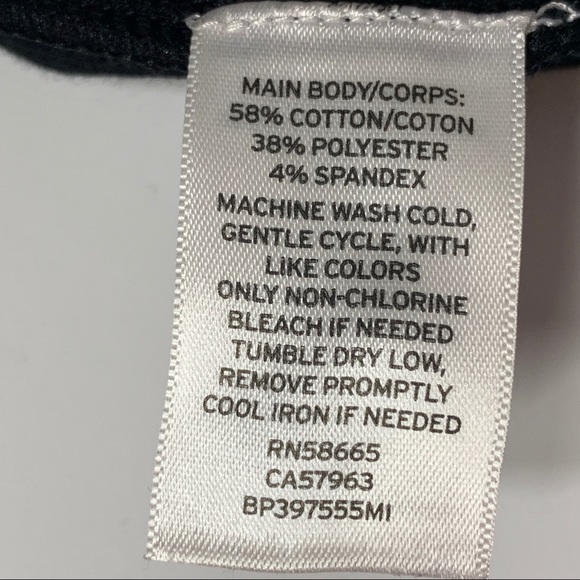 MAIN BODY/CORPS:
58% COTTON/COTON
38% POLYESTER
4% SPANDEX
MACHINE WASH COLD,
GENTLE CYCLE, WITH
LIKE COLORS
ONLY NON-CHLORINE
BLEACH IF NEEDED
TUMBLE DRY LOW,
REMOVE PROMPTLY
COOL IRON IF NEEDED
RN58665
CA57963
BP397555MI